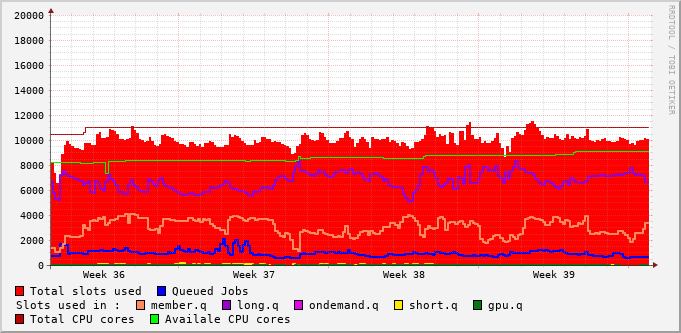 20000
18000
16000
14000
12000
10000
8000
6000
4000
2000
0
Week 36 Week 37 Week 38 Week 39
RRDTOOL / TOBI OETIKER
Total slots used Queued Jobs
Slots used in : member.q long.q ondemand.q short.q gpu.q
Total CPU cores Availale CPU cores